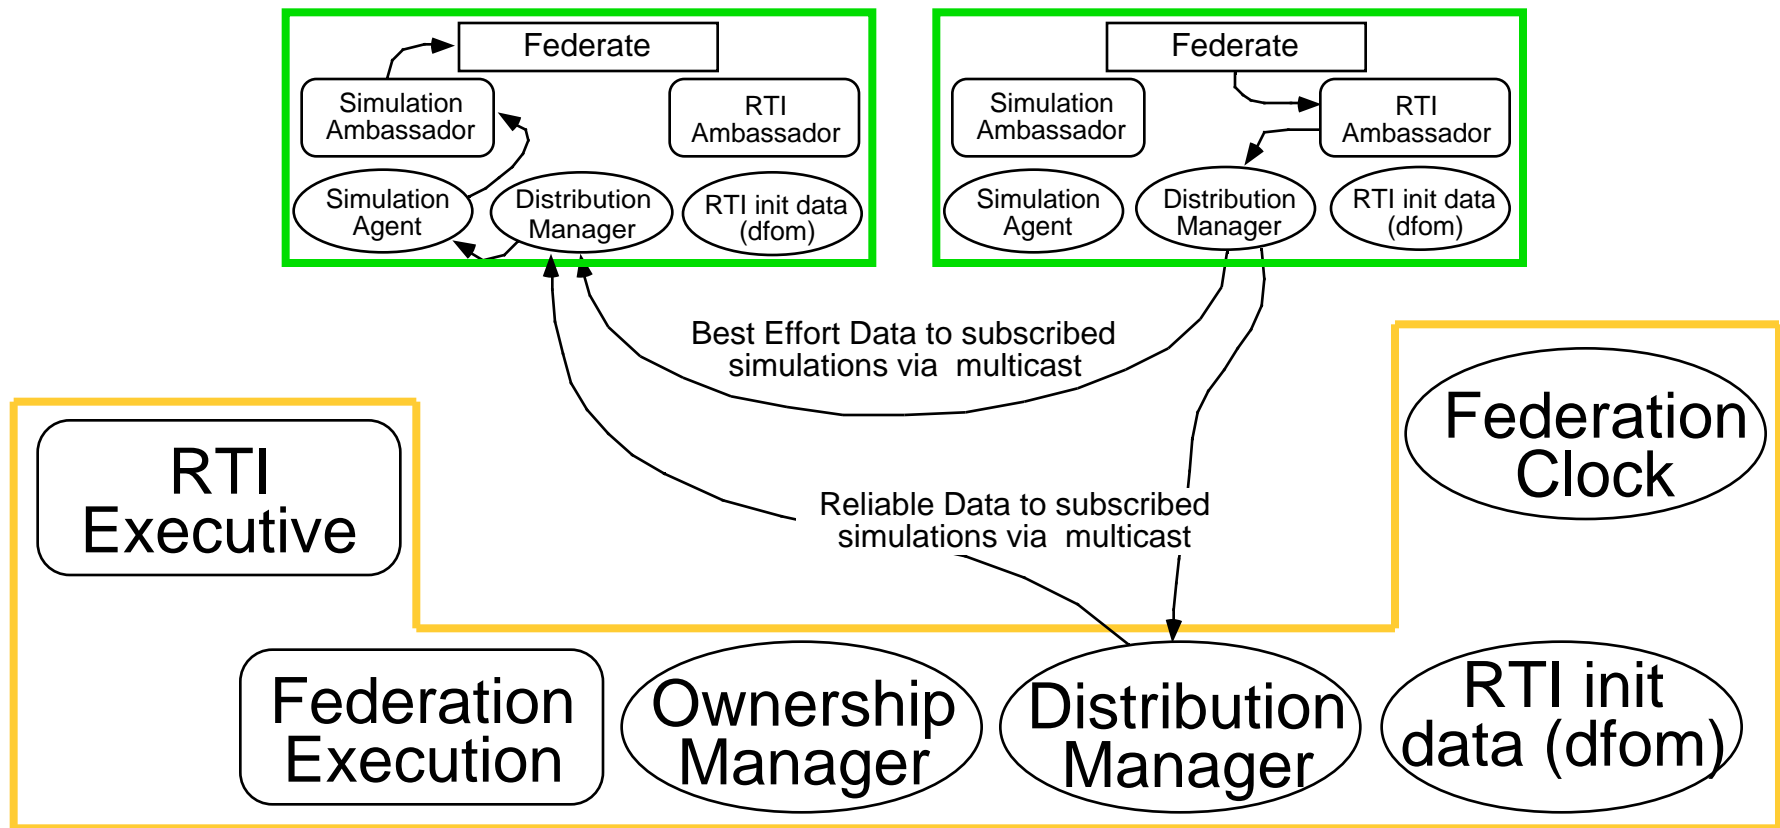 Federate
Simulation
Ambassador
RTI
Ambassador
Simulation
Agent
Distribution
Manager
RTI init data
(dfom)
Federate
Simulation
Ambassador
RTI
Ambassador
Simulation
Agent
Distribution
Manager
RTI init data
(dfom)
Best Effort Data to subscribed
simulations via multicast
Reliable Data to subscribed
simulations via multicast
RTI
Executive
Federation
Clock
Federation
Execution
Ownership
Manager
Distribution
Manager
RTI init
data (dfom)